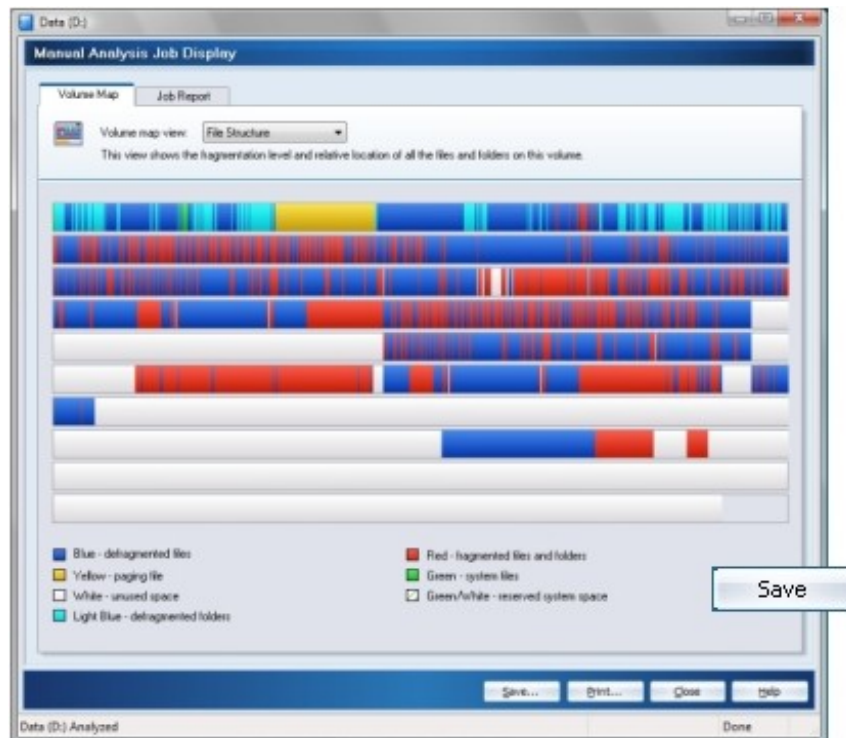 Data (D:)
Manual Analysis Job Display
Volume Map Job Report
Volume map view: File Structure
This view shows the fragmentation level and relative location of all the files and folders on this volume.
Blue - defragmented files Red - fragmented files and folders
Yellow - paging file Green - system files
White - unused space Green/White - reserved system space
Light Blue - defragmented folders
Save
Save... Print... Close Help
Data (D:) Analyzed Done